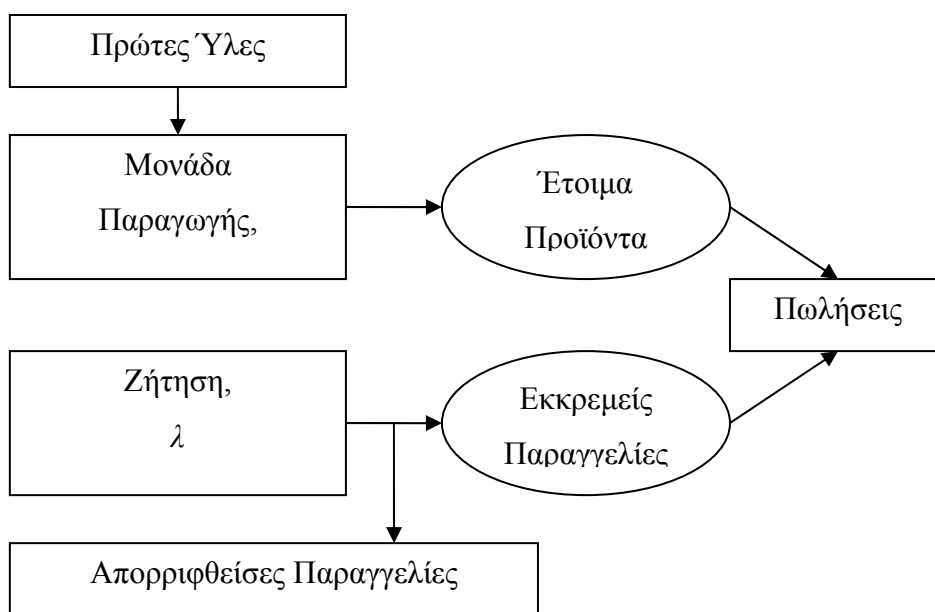 Πρώτες Ύλες
Μονάδα
Παραγωγής,
Έτοιμα
Προϊόντα
Πωλήσεις
Ζήτηση,
λ
Εκκρεμείς
Παραγγελίες
Απορριφθείσες Παραγγελίες